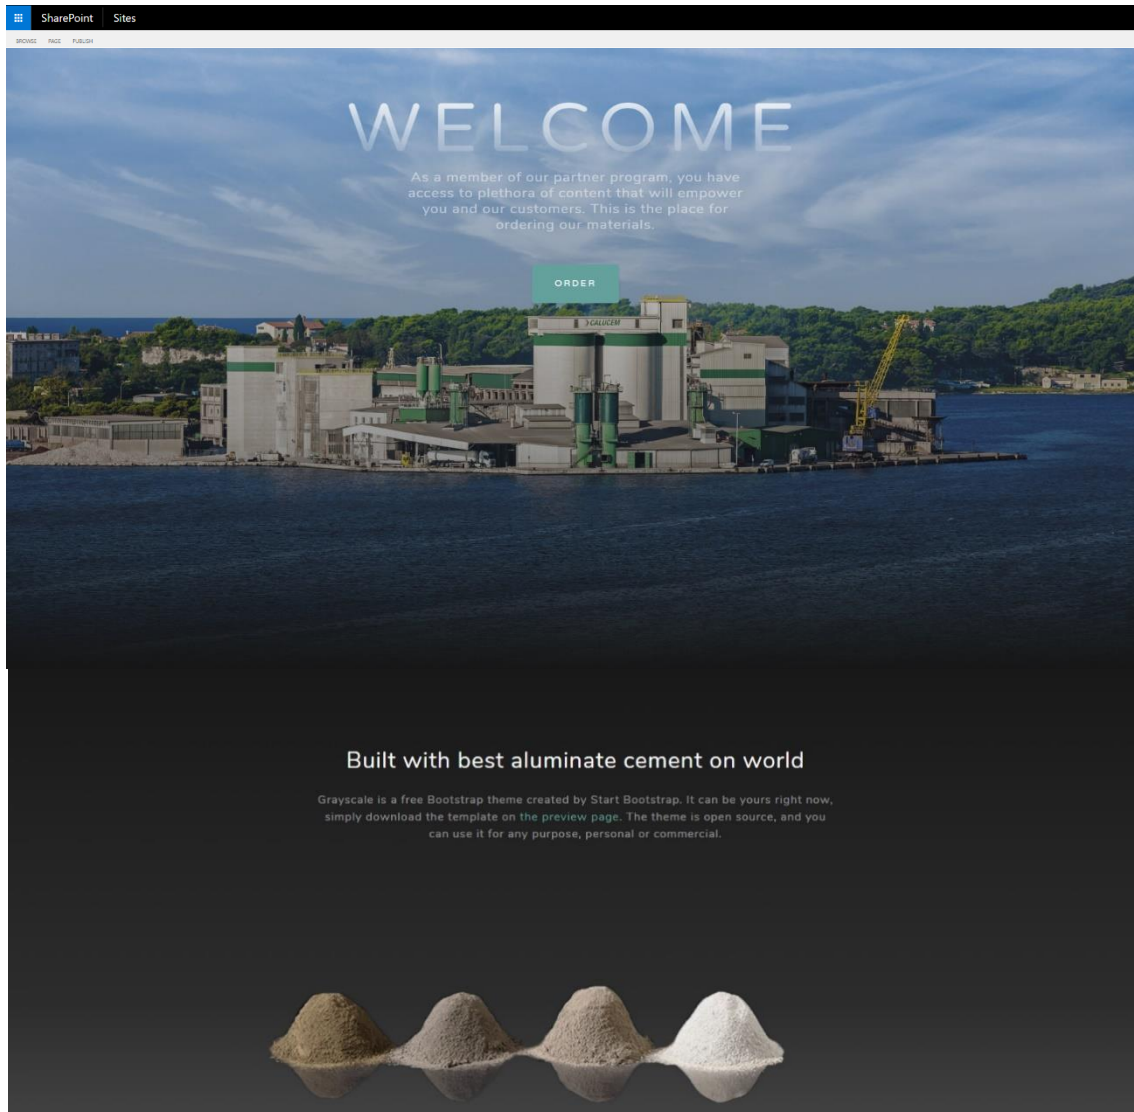 SharePoint Sites
BROWSE PAGE PUBLISH
WELCOME
As a member of our partner program, you have
access to plethora of content that will empower
you and our customers. This is the place for
ordering our materials.
ORDER
CALUCEM
Built with best aluminate cement on world
Grayscale is a free Bootstrap theme created by Start Bootstrap. It can be yours right now,
simply download the template on the preview page. The theme is open source, and you
can use it for any purpose, personal or commercial.